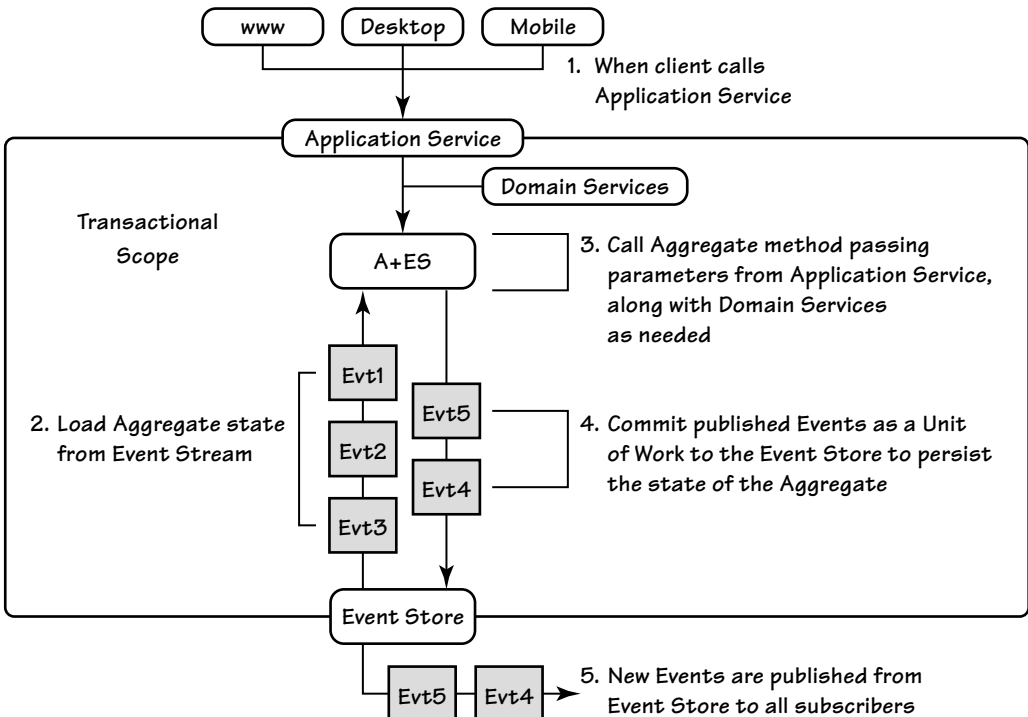 www
Desktop
Mobile
1. When client calls
Application Service
Application Service
Domain Services
Transactional
Scope
A+ES
3. Call Aggregate method passing
parameters from Application Service,
along with Domain Services
as needed
2. Load Aggregate state
from Event Stream
Evt1
Evt2
Evt3
Evt5
Evt4
4. Commit published Events as a Unit
of Work to the Event Store to persist
the state of the Aggregate
Event Store
Evt5
Evt4
5. New Events are published from
Event Store to all subscribers